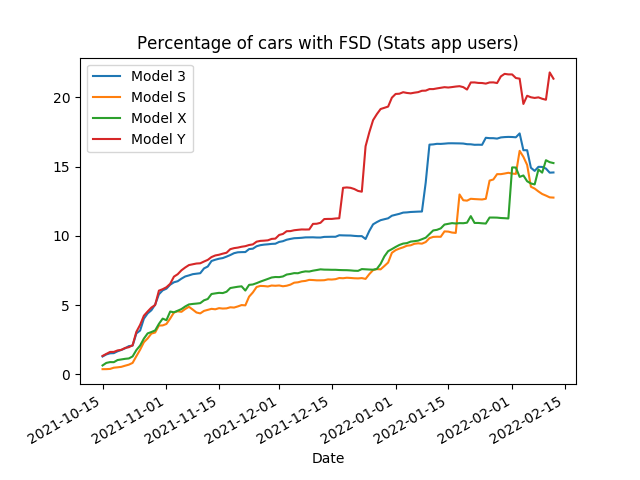 Percentage of cars with FSD (Stats app users)
Model 3
Model S
Model X
Model Y
20
15
10
5
0
2021-10-15
2021-11-01
2021-11-15
2021-12-01
2021-12-15
2022-01-01
2022-01-15
2022-02-01
2022-02-15
Date